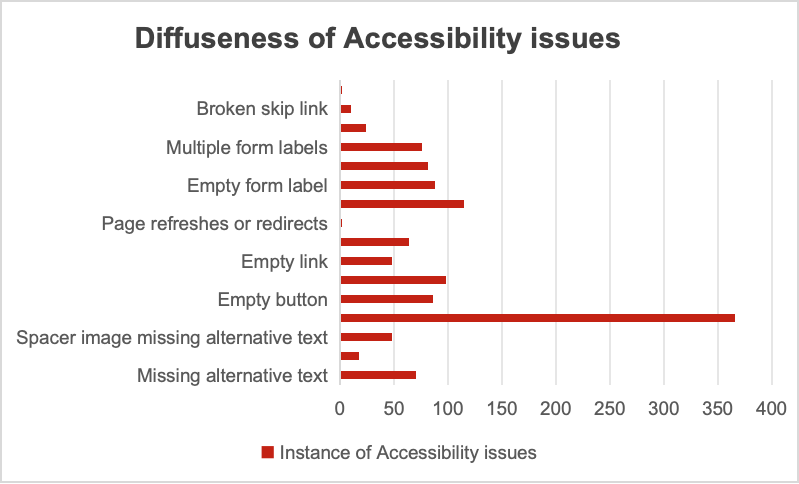 Diffuseness of Accessibility issues
Broken skip link
Multiple form labels
Empty form label
Page refreshes or redirects
Empty link
Empty button
Spacer image missing alternative text
Missing alternative text
0 50 100 150 200 250 300 350 400
Instance of Accessibility issues